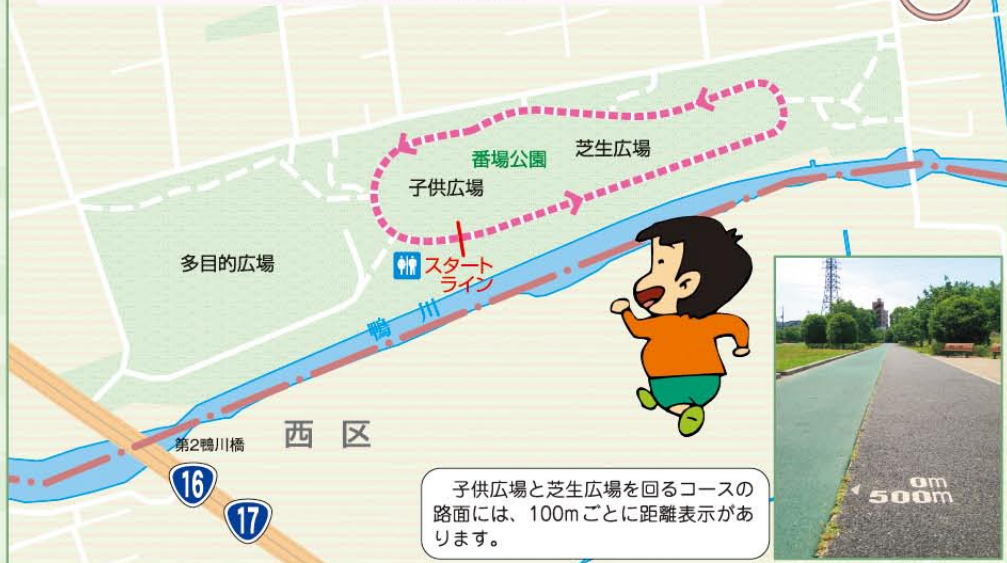 番場公園
芝生広場
子供広場
多目的広場
スタート
ライン
鴨川
第2鴨川橋
西区
16
17
子供広場と芝生広場を回るコースの
路面には、100mごとに距離表示があ
ります。
0m
500m